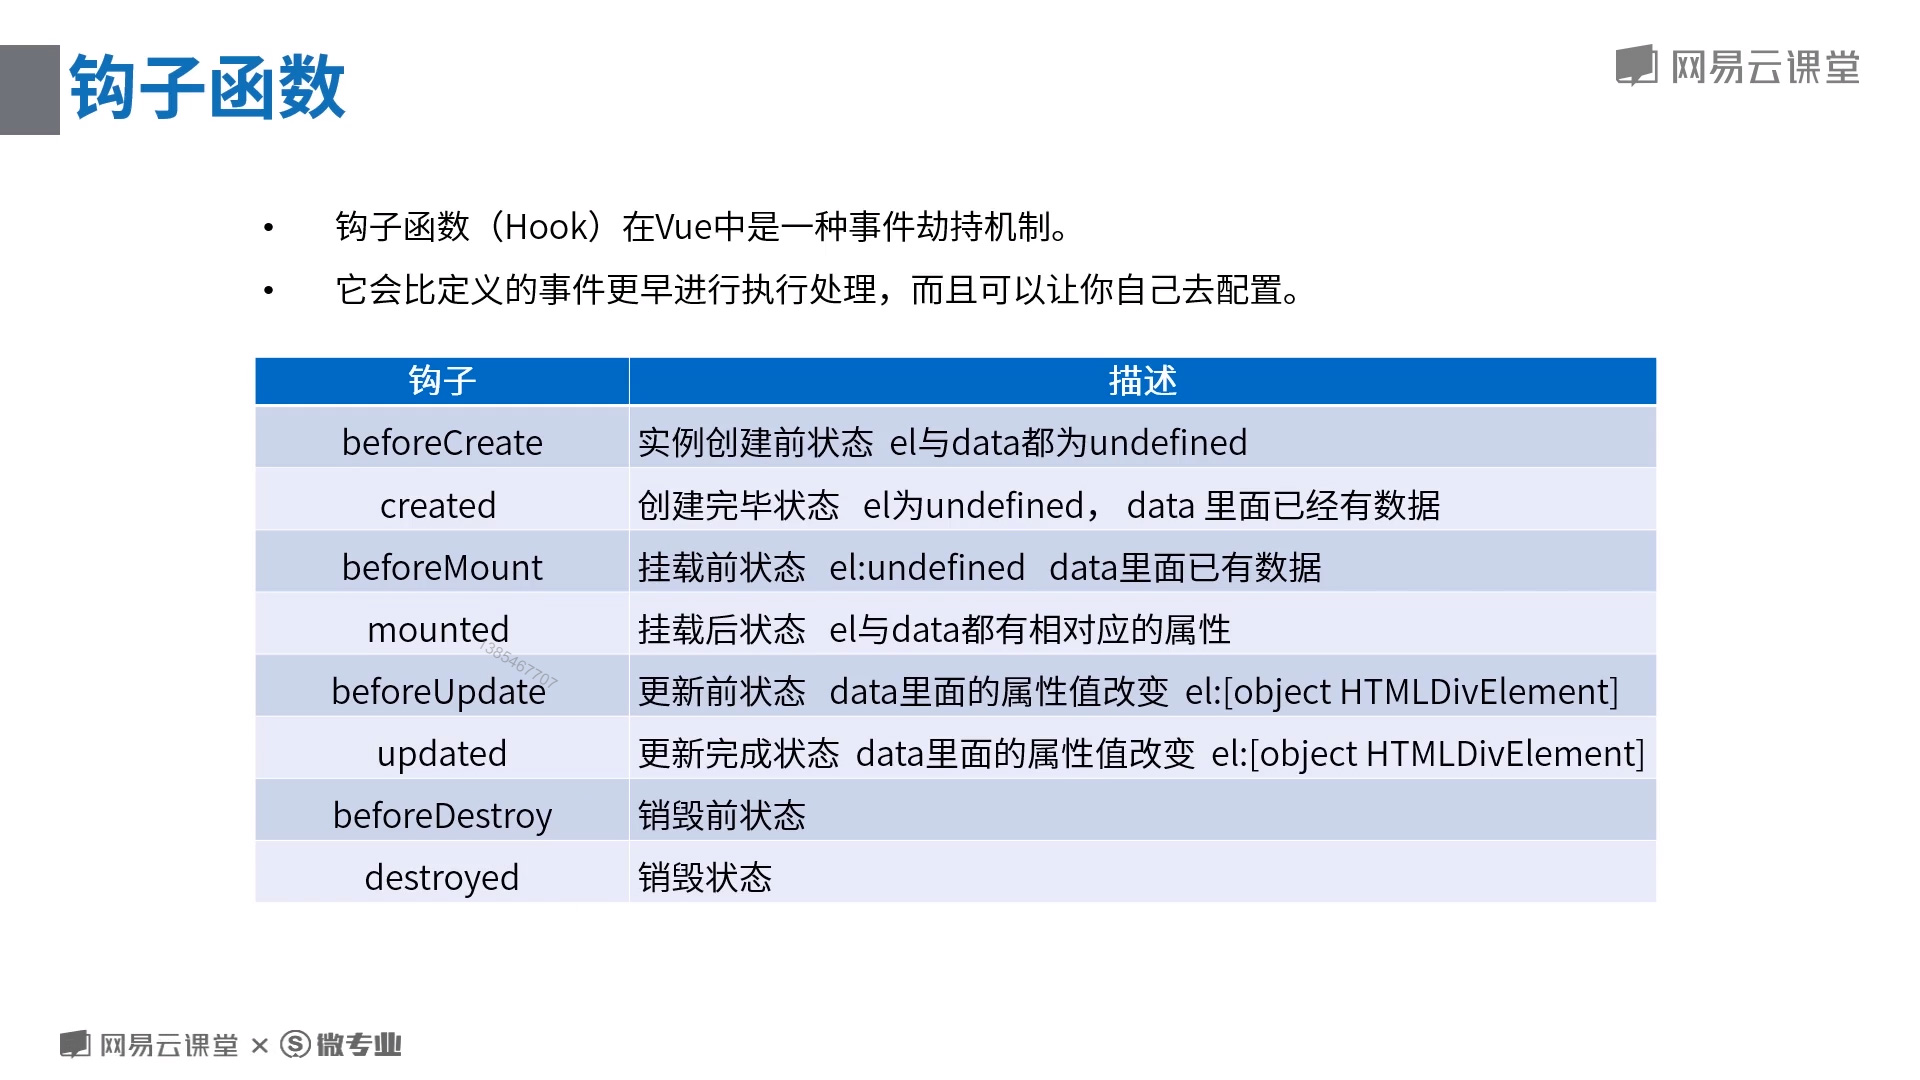 钩子函数
网易云课堂
• 钩子函数（Hook）在Vue中是一种事件劫持机制。
• 它会比定义的事件更早进行执行处理，而且可以让你自己去配置。
钩子 描述
beforeCreate 实例创建前状态 el与data都为undefined
created 创建完毕状态 el为undefined， data 里面已经有数据
beforeMount 挂载前状态 el:undefined data里面已有数据
mounted 挂载后状态 el与data都有相对应的属性
1385467707
beforeUpdate 更新前状态 data里面的属性值改变 el:[object HTMLDivElement]
updated 更新完成状态 data里面的属性值改变 el:[object HTMLDivElement]
beforeDestroy 销毁前状态
destroyed 销毁状态
网易云课堂 × S 微专业